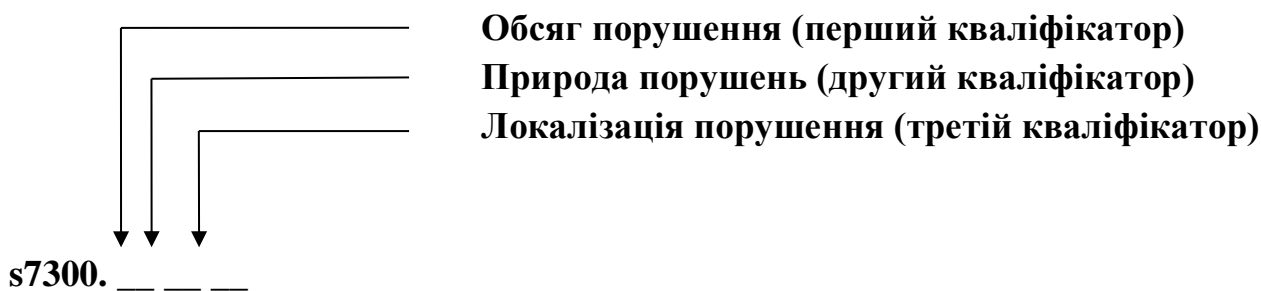 Обсяг порушення (перший кваліфікатор)
Природа порушень (другий кваліфікатор)
Локалізація порушення (третій кваліфікатор)
s7300. __ __ __